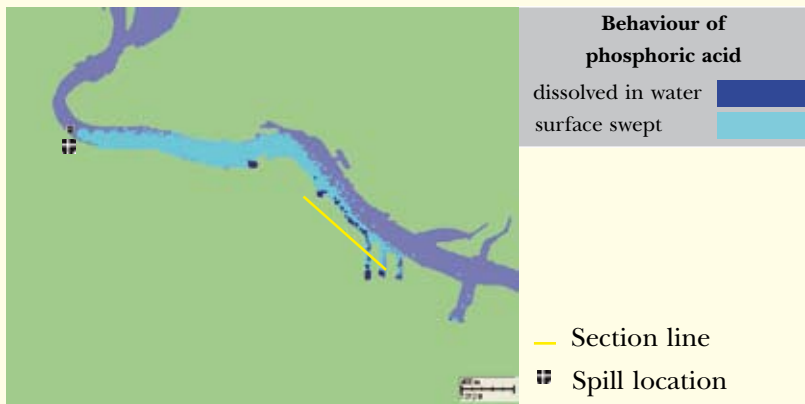 Behaviour of
phosphoric acid
dissolved in water
surface swept
Section line
Spill location